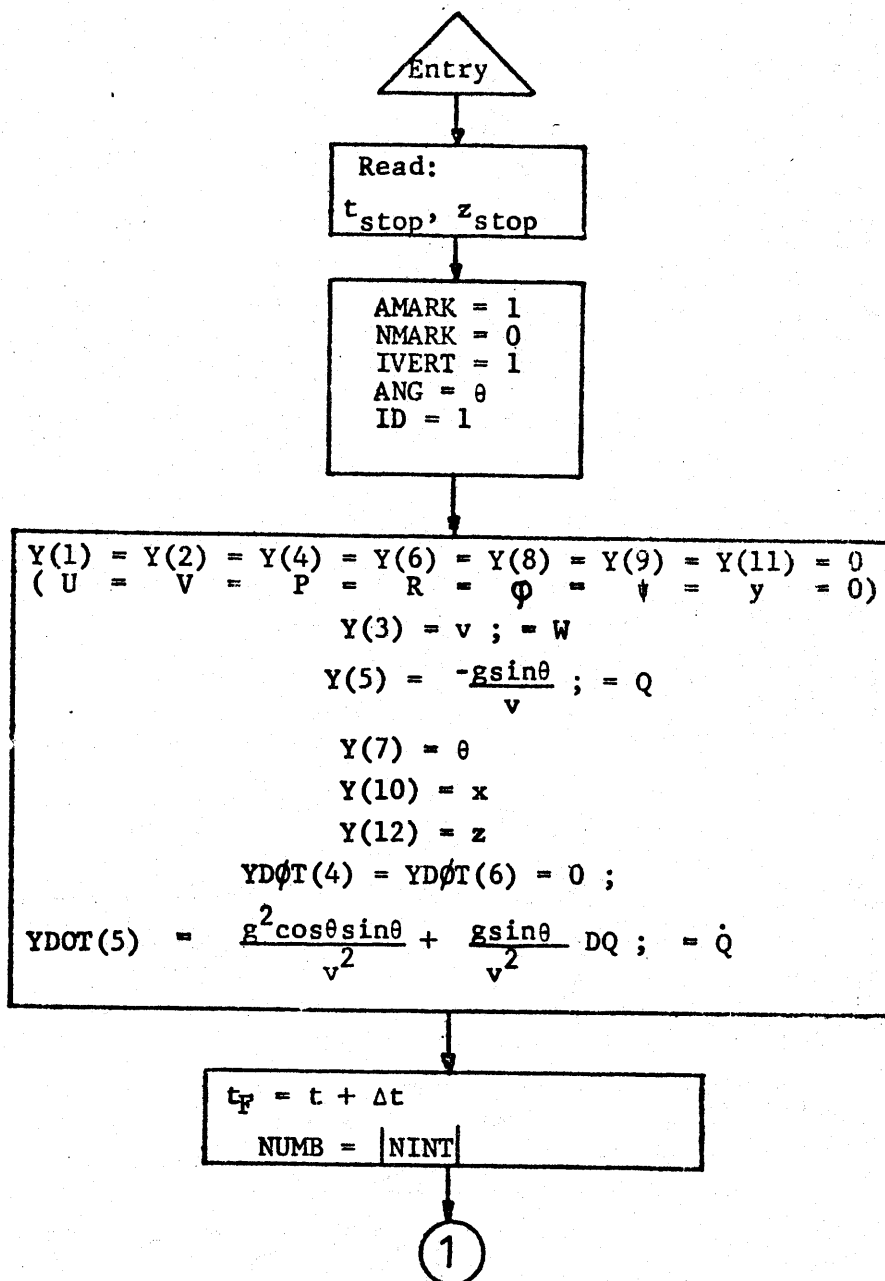 Entry
Read:
t_stop, z_stop
AMARK = 1
NMARK = 0
IVERT = 1
ANG = θ
ID = 1
Y(1) = Y(2) = Y(4) = Y(6) = Y(8) = Y(9) = Y(11) = 0
( U = V = P = R = φ = ψ = y = 0)
Y(3) = v ; = W
Y(5) = -gsinθ/v ; = Q
Y(7) = θ
Y(10) = x
Y(12) = z
YDØT(4) = YDØT(6) = 0 ;
YDOT(5) = g²cosθsinθ/v² + gsinθ/v² DQ ; = Q̇
t_F = t + Δt
NUMB = |NINT|
1